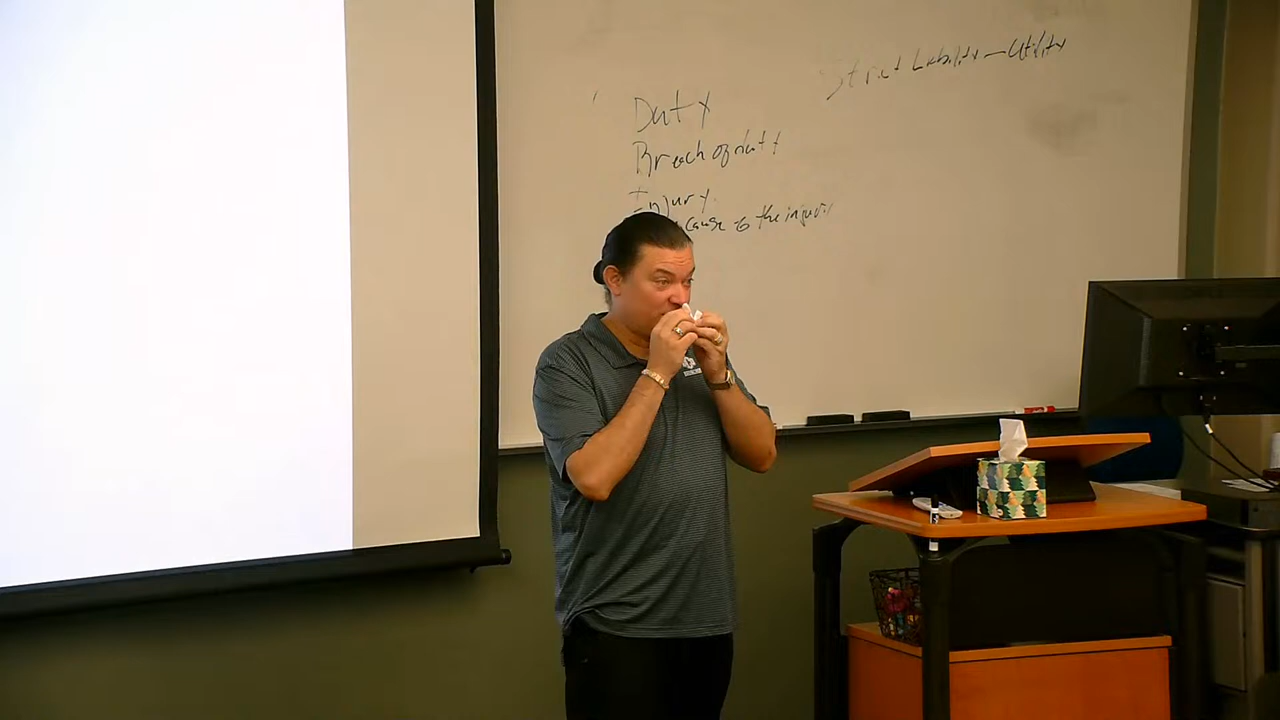 Strict Liability - Utility
Duty
Breach of duty
Injury
cause to the injury